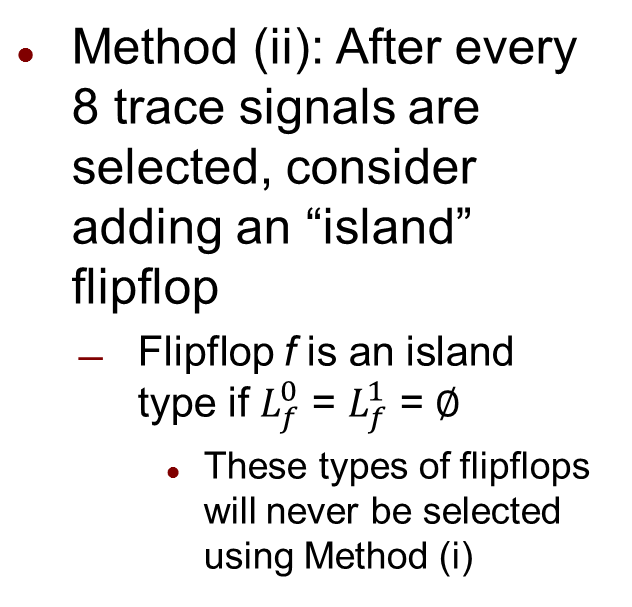 • Method (ii): After every
8 trace signals are
selected, consider
adding an “island”
flipflop
– Flipflop f is an island
type if $L_f^0 = L_f^1 = \emptyset$
• These types of flipflops
will never be selected
using Method (i)